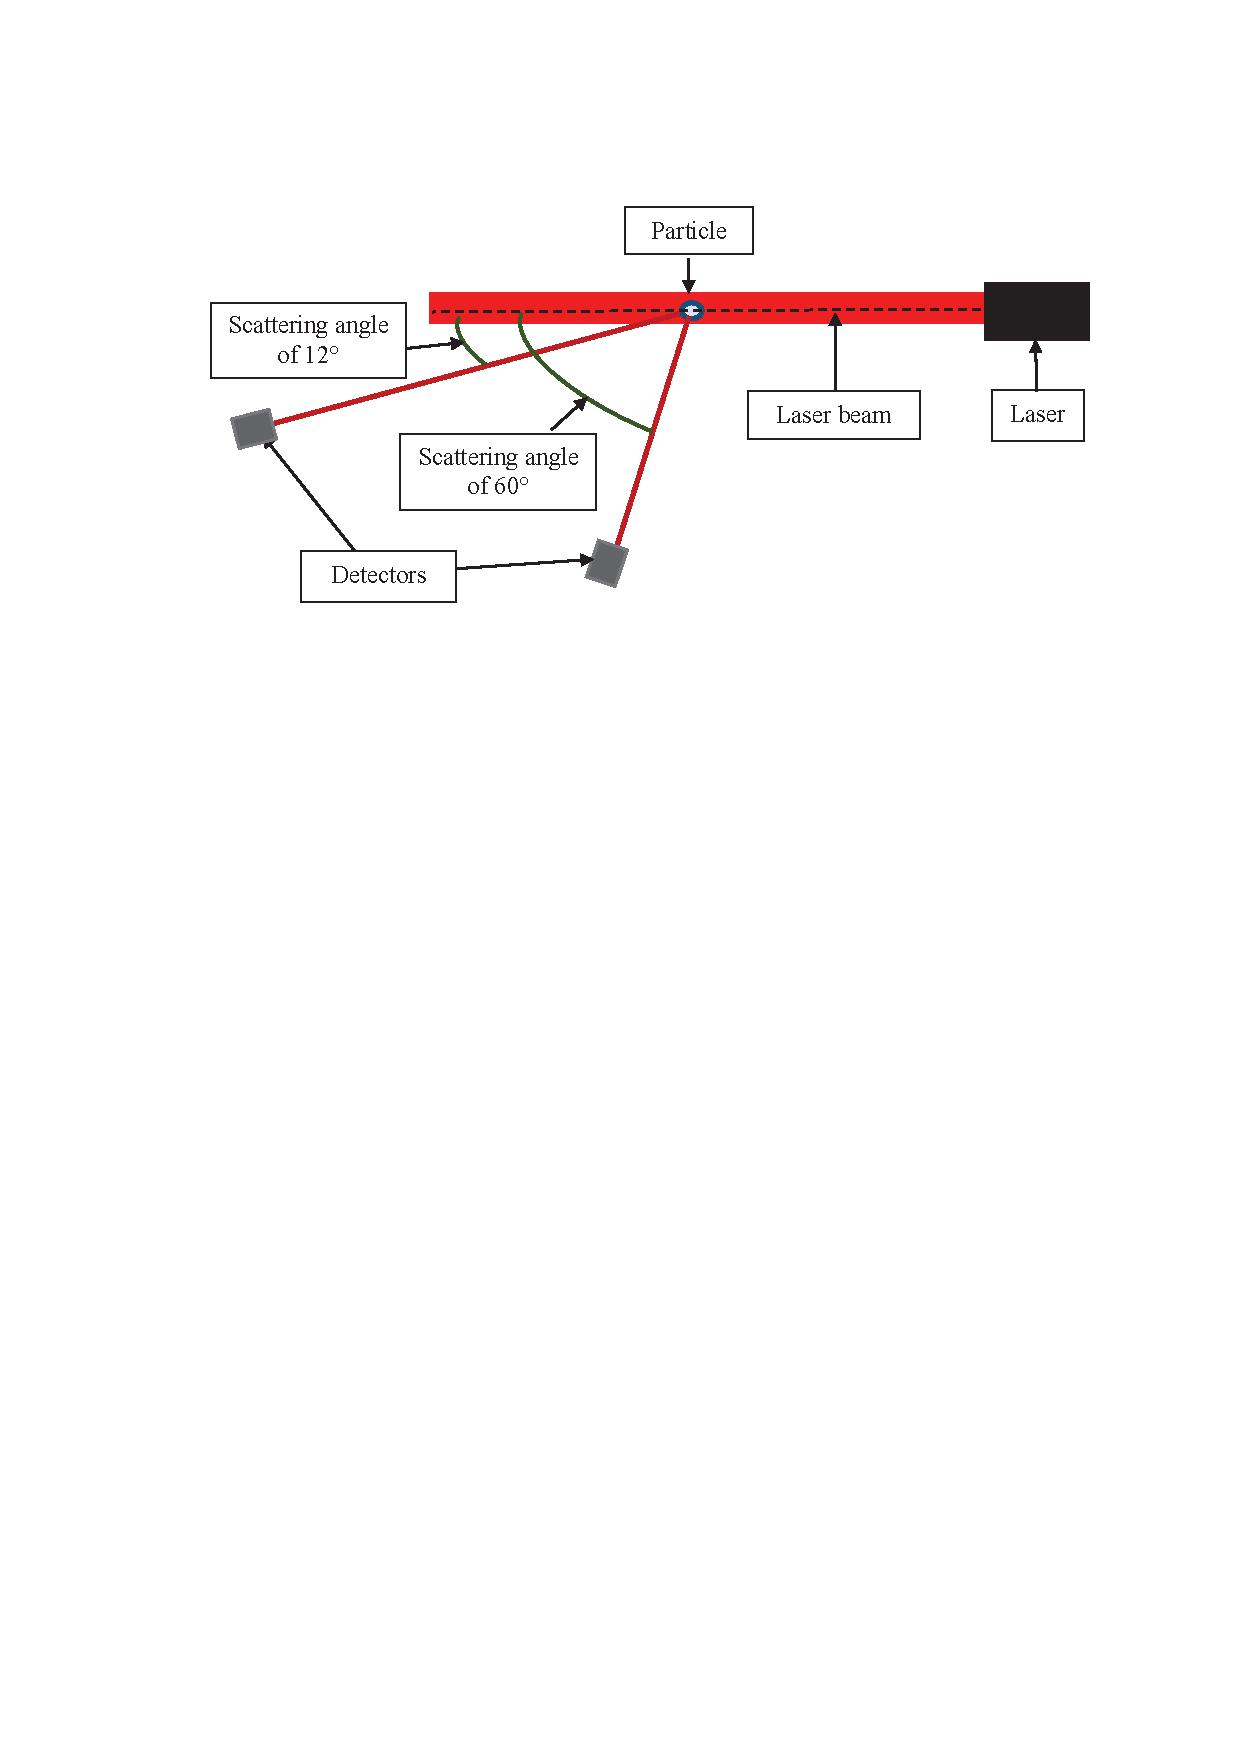 Particle
Scattering angle
of 12°
Laser beam
Laser
Scattering angle
of 60°
Detectors